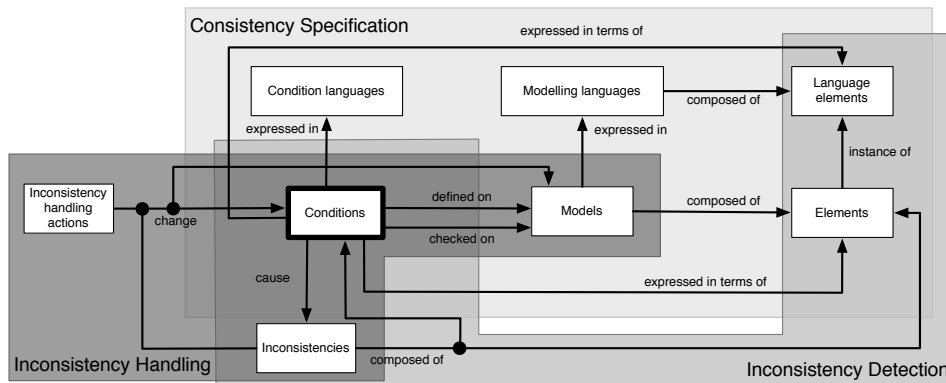 Consistency Specification
expressed in terms of
Condition languages
Modelling languages
composed of
Language
elements
expressed in
expressed in
instance of
Inconsistency
handling
actions
change
Conditions
defined on
checked on
Models
composed of
Elements
cause
expressed in terms of
Inconsistencies
composed of
Inconsistency Handling
Inconsistency Detection